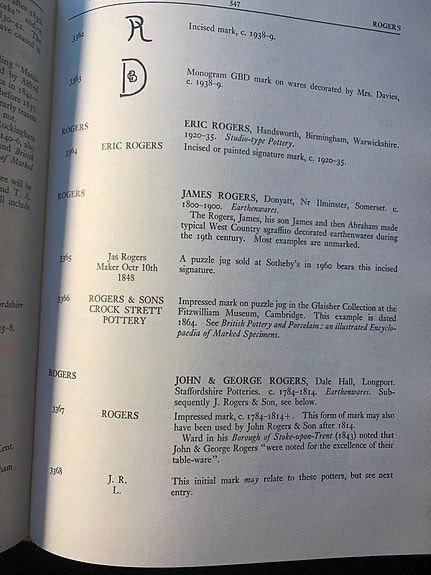 547
ROGERS
3362
R
Incised mark, c. 1938–9.
3363
GBD
Monogram GBD mark on wares decorated by Mrs. Davies,
c. 1938–9.
ROGERS
ERIC ROGERS, Handsworth, Birmingham, Warwickshire.
1920–35. Studio-type Pottery.
3364
ERIC ROGERS
Incised or painted signature mark, c. 1920–35.
ROGERS
JAMES ROGERS, Donyatt, Nr Ilminster, Somerset. c.
1800–1900. Earthenwares.
The Rogers, James, his son James and then Abraham made
typical West Country sgraffito decorated earthenwares during
the 19th century. Most examples are unmarked.
3365
Jas Rogers
Maker Octr 10th
1848
A puzzle jug sold at Sotheby's in 1960 bears this incised
signature.
3366
ROGERS & SONS
CROCK STRETT
POTTERY
Impressed mark on puzzle jug in the Glaisher Collection at the
Fitzwilliam Museum, Cambridge. This example is dated
1864. See British Pottery and Porcelain: an illustrated Encyclo-
paedia of Marked Specimens.
ROGERS
JOHN & GEORGE ROGERS, Dale Hall, Longport.
Staffordshire Potteries. c. 1784–1814. Earthenwares. Sub-
sequently J. Rogers & Son, see below.
3367
ROGERS
Impressed mark, c. 1784–1814+. This form of mark may also
have been used by John Rogers & Son after 1814.
Ward in his Borough of Stoke-upon-Trent (1843) noted that
John & George Rogers "were noted for the excellence of their
table-ware".
3368
J. R.
L.
This initial mark may relate to these potters, but see next
entry.